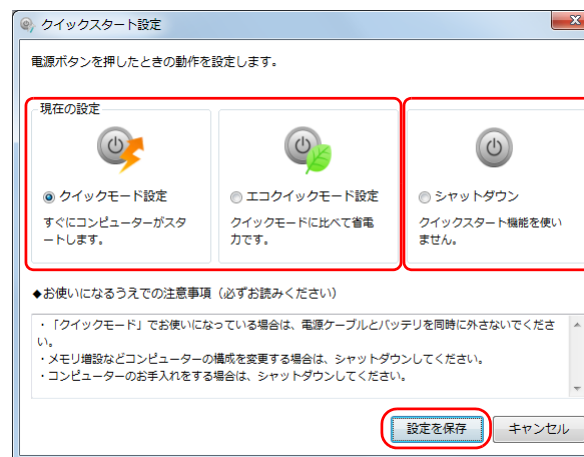 クイックスタート設定
電源ボタンを押したときの動作を設定します。
現在の設定
クイックモード設定
すぐにコンピューターがスタ
ートします。
エコクイックモード設定
クイックモードに比べて省電
力です。
シャットダウン
クイックスタート機能を使い
ません。
◆お使いになるうえでの注意事項（必ずお読みください）
・「クイックモード」でお使いになっている場合は、電源ケーブルとバッテリを同時に外さないでくださ
い。
・メモリ増設などコンピューターの構成を変更する場合は、シャットダウンしてください。
・コンピューターのお手入れをする場合は、シャットダウンしてください。
設定を保存
キャンセル